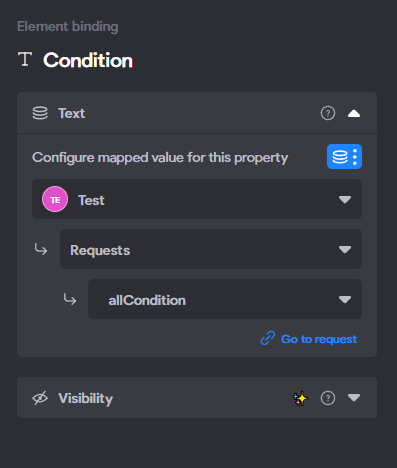 Element binding
Condition
Text
Configure mapped value for this property
TE Test
Requests
allCondition
Go to request
Visibility